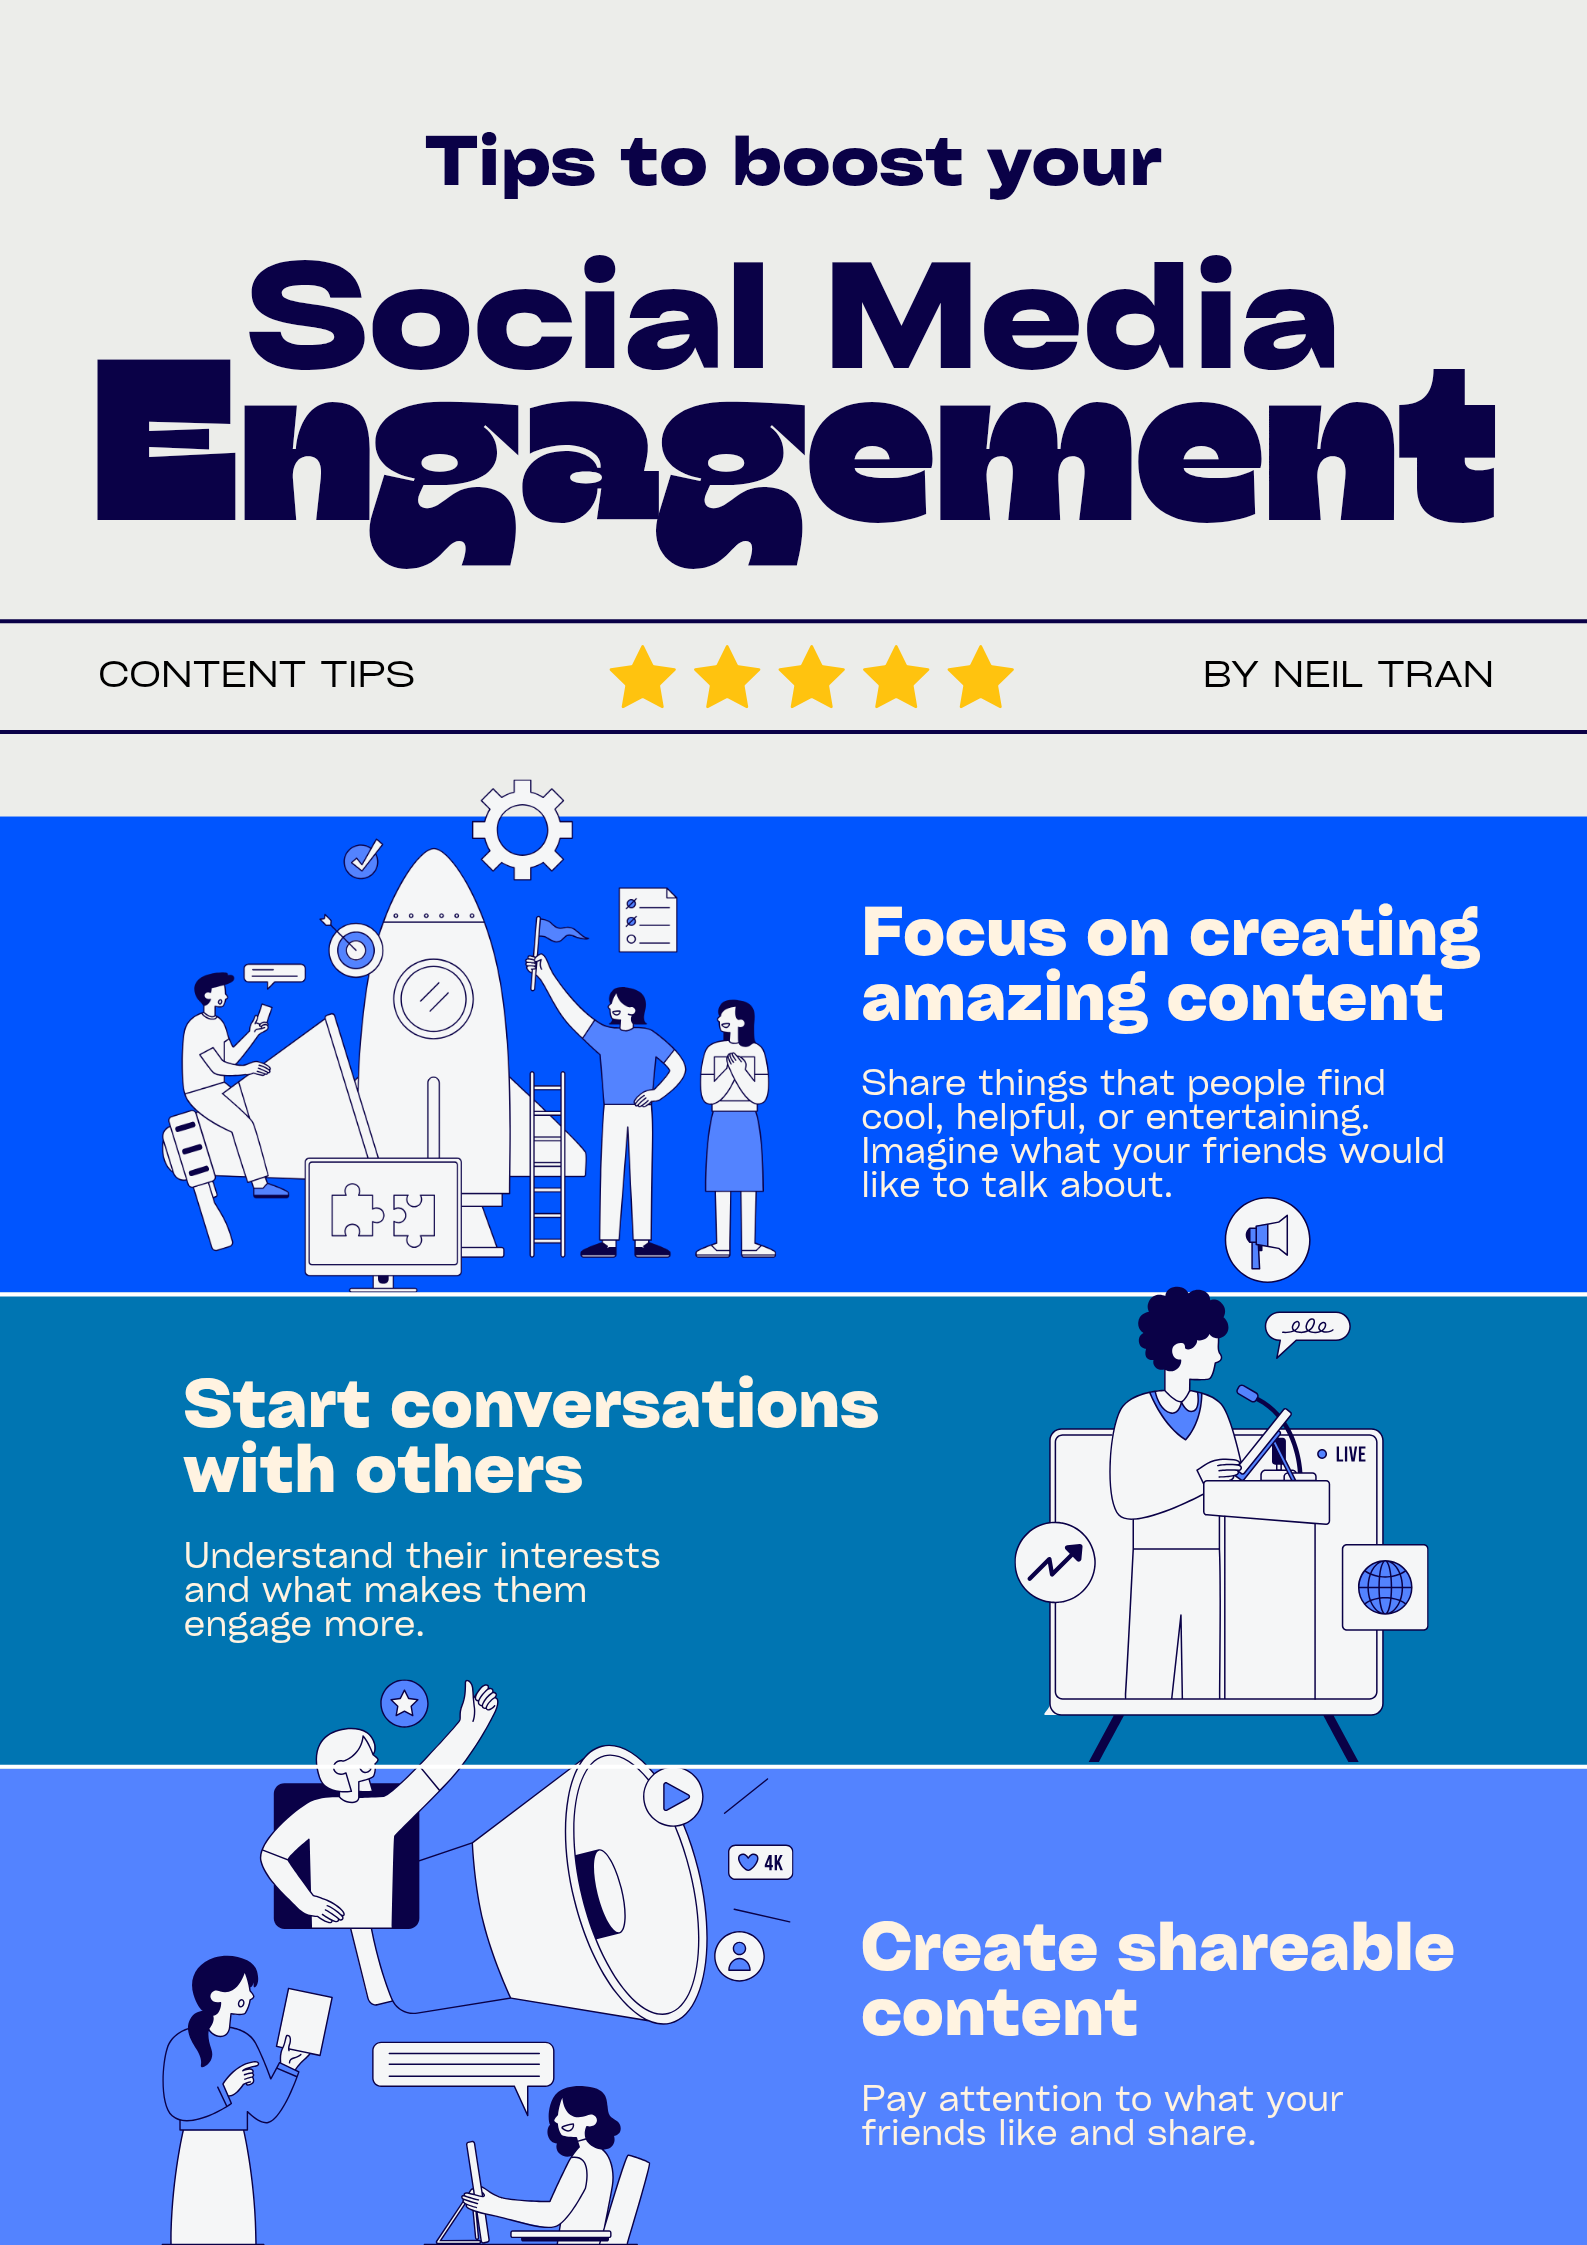 Tips to boost your
Social Media
Engagement
CONTENT TIPS
BY NEIL TRAN
Focus on creating
amazing content
Share things that people find
cool, helpful, or entertaining.
Imagine what your friends would
like to talk about.
Start conversations
with others
Understand their interests
and what makes them
engage more.
LIVE
4K
Create shareable
content
Pay attention to what your
friends like and share.